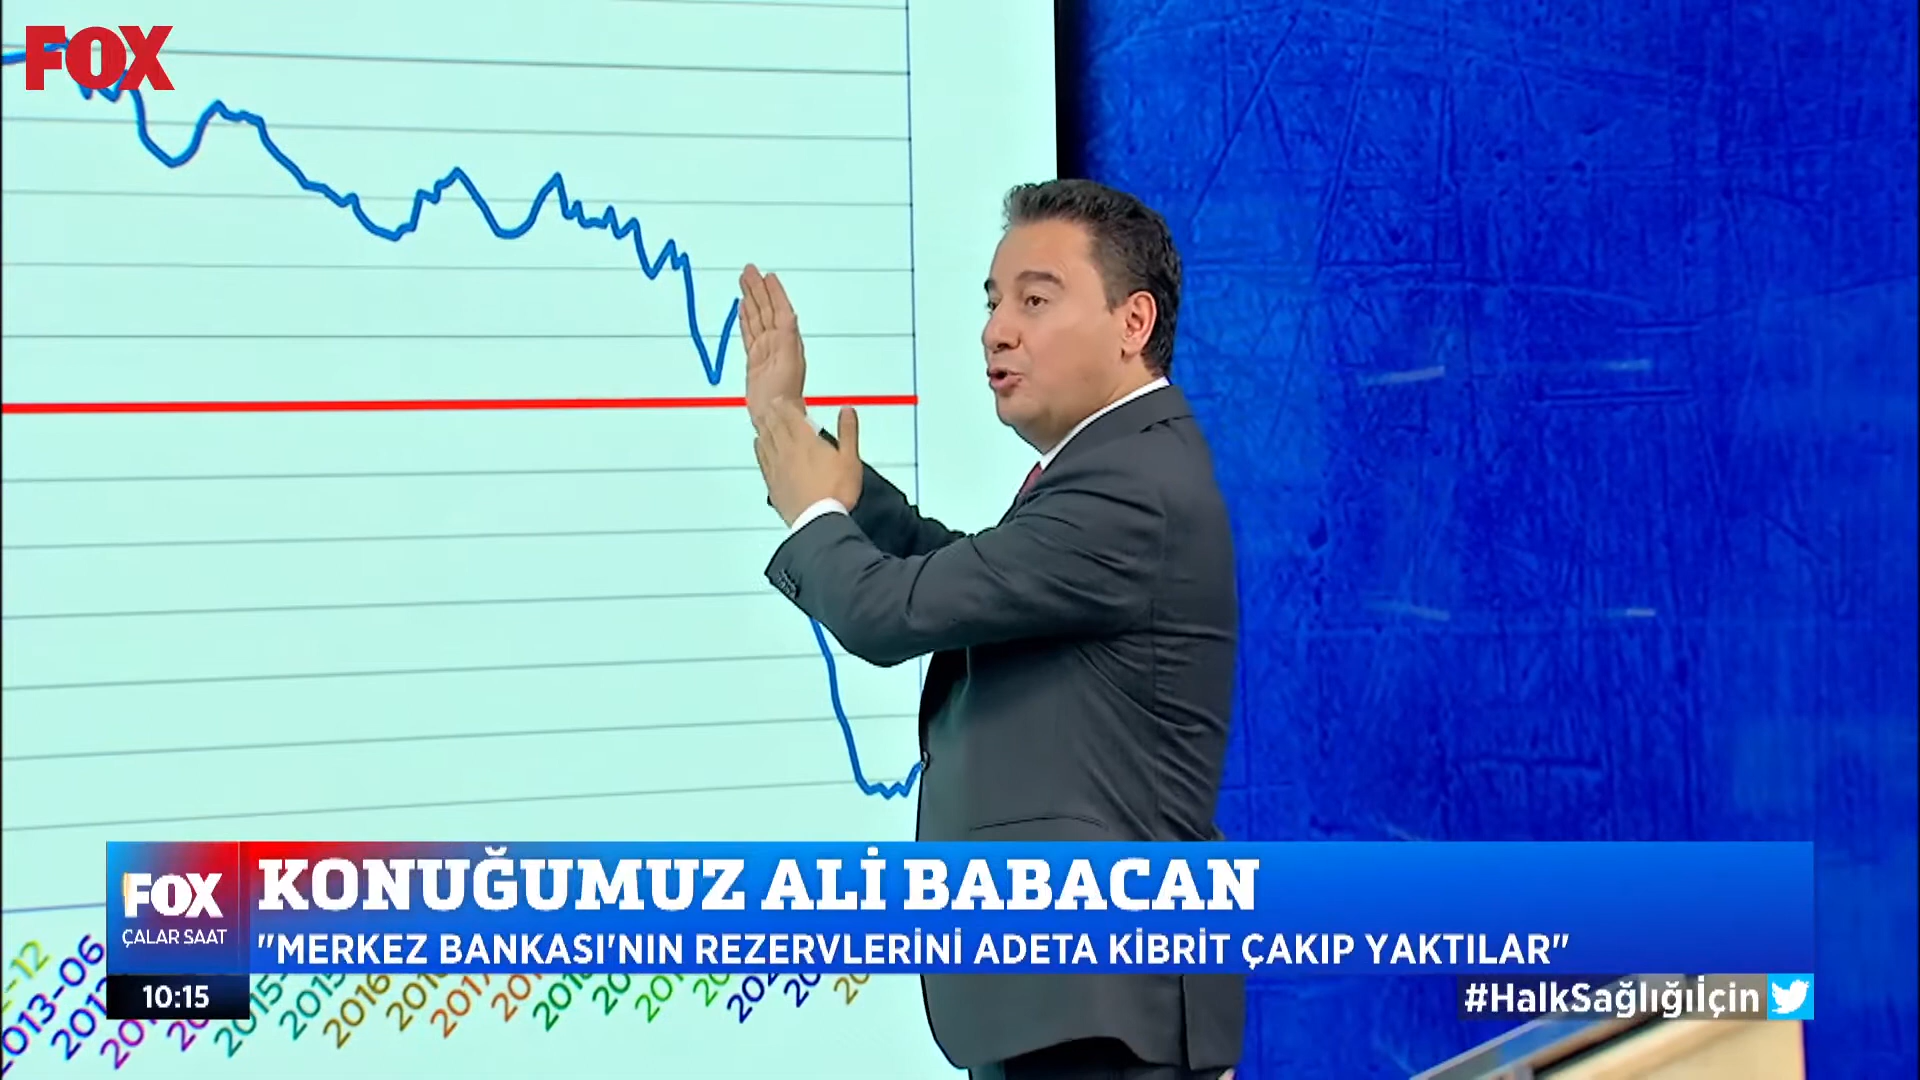 FOX
KONUĞUMUZ ALİ BABACAN
FOX
ÇALAR SAAT
"MERKEZ BANKASI'NIN REZERVLERİNİ ADETA KİBRİT ÇAKIP YAKTILAR"
10:15
#HalkSağlığıİçin
2013-06